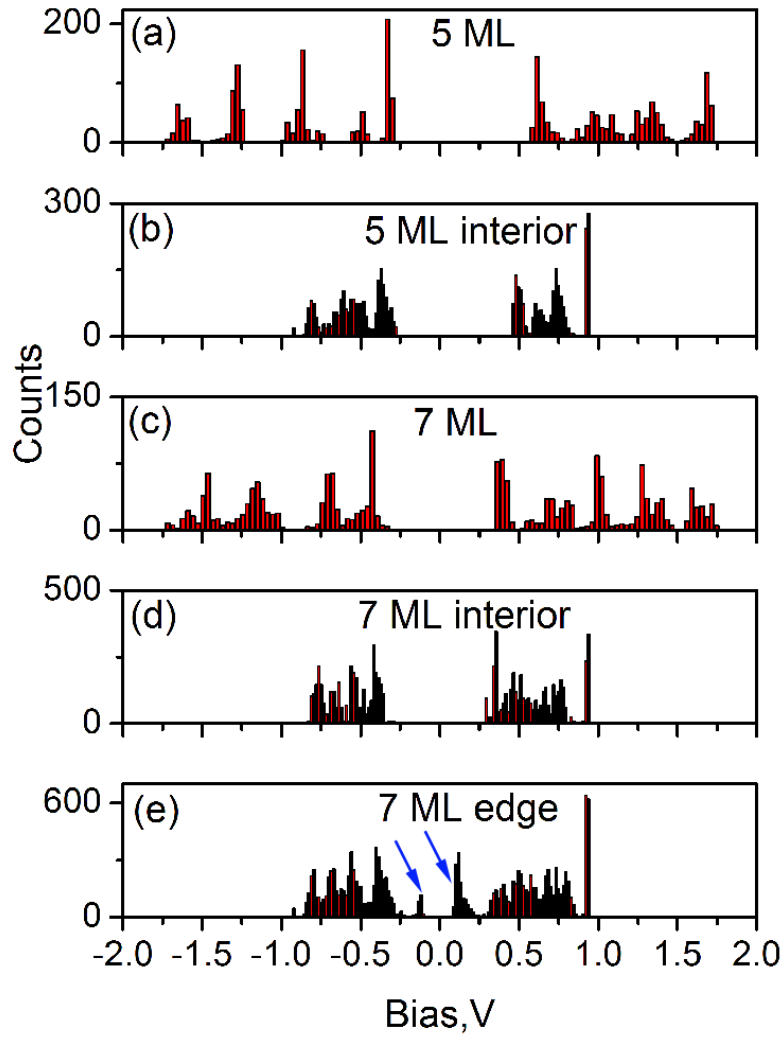 200
(a)
5 ML
0
300
(b)
5 ML interior
0
150
(c)
7 ML
0
500
(d)
7 ML interior
0
600
(e)
7 ML edge
0
-2.0 -1.5 -1.0 -0.5 0.0 0.5 1.0 1.5 2.0
Counts
Bias,V